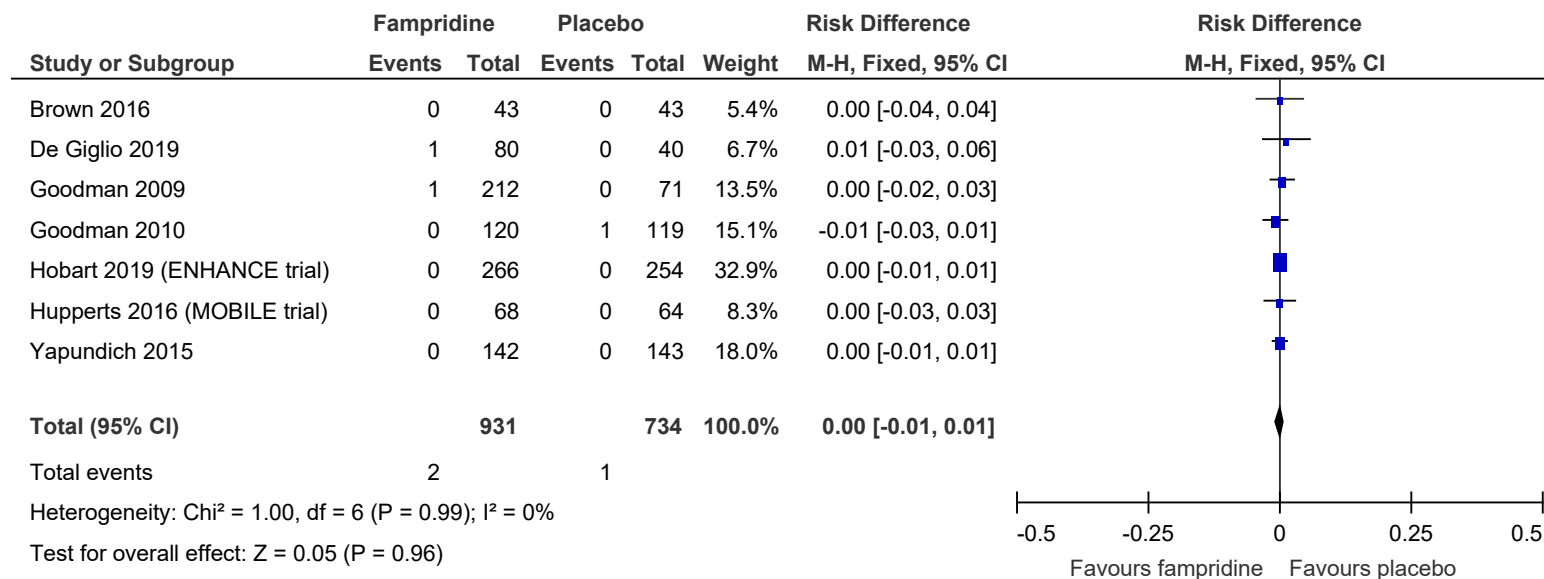 Fampridine Placebo Risk Difference Risk Difference
Study or Subgroup Events Total Events Total Weight M-H, Fixed, 95% CI M-H, Fixed, 95% CI
Brown 2016 0 43 0 43 5.4% 0.00 [-0.04, 0.04]
De Giglio 2019 1 80 0 40 6.7% 0.01 [-0.03, 0.06]
Goodman 2009 1 212 0 71 13.5% 0.00 [-0.02, 0.03]
Goodman 2010 0 120 1 119 15.1% -0.01 [-0.03, 0.01]
Hobart 2019 (ENHANCE trial) 0 266 0 254 32.9% 0.00 [-0.01, 0.01]
Hupperts 2016 (MOBILE trial) 0 68 0 64 8.3% 0.00 [-0.03, 0.03]
Yapundich 2015 0 142 0 143 18.0% 0.00 [-0.01, 0.01]
Total (95% CI) 931 734 100.0% 0.00 [-0.01, 0.01]
Total events 2 1
Heterogeneity: Chi² = 1.00, df = 6 (P = 0.99); I² = 0%
Test for overall effect: Z = 0.05 (P = 0.96)
-0.5 -0.25 0 0.25 0.5
Favours fampridine Favours placebo